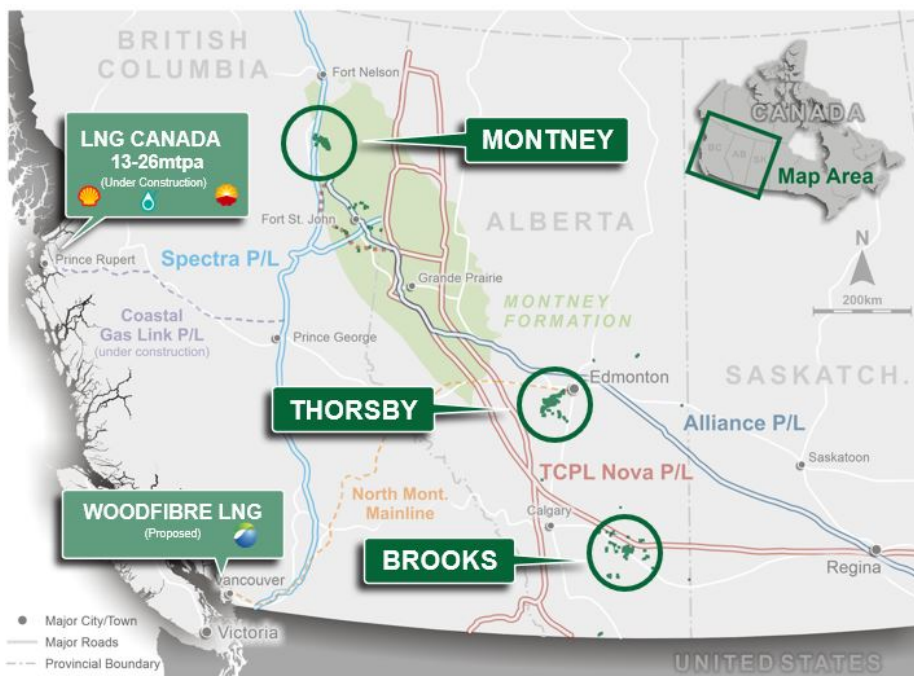 BRITISH
COLUMBIA
Fort Nelson
LNG CANADA
13-26mtpa
(Under Construction)
MONTNEY
CANADA
BC
AB
SK
Map Area
Fort St. John
ALBERTA
N
Prince Rupert
Spectra P/L
Grande Prairie
200km
Coastal
Gas Link P/L
(under construction)
MONTNEY
FORMATION
Prince George
SASKATCH.
Edmonton
THORSBY
Alliance P/L
Saskatoon
TCPL Nova P/L
North Mont.
Mainline
WOODFIBRE LNG
(Proposed)
Calgary
BROOKS
Regina
Vancouver
Major City/Town
Major Roads
Provincial Boundary
Victoria
UNITED STATES